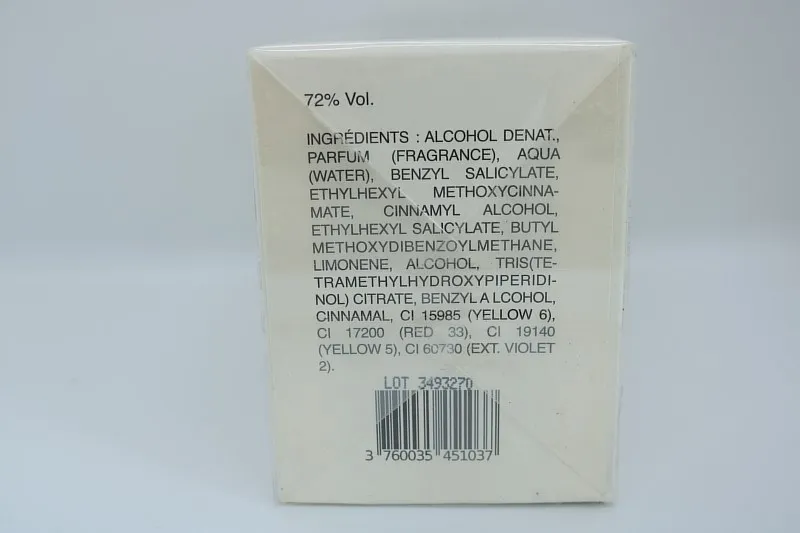 72% Vol.
INGRÉDIENTS : ALCOHOL DENAT.,
PARFUM (FRAGRANCE), AQUA
(WATER), BENZYL SALICYLATE,
ETHYLHEXYL METHOXYCINNA-
MATE, CINNAMYL ALCOHOL,
ETHYLHEXYL SALICYLATE, BUTYL
METHOXYDIBENZOYLMETHANE,
LIMONENE, ALCOHOL, TRIS(TE-
TRAMETHYLHYDROXYPIPERIDI-
NOL) CITRATE, BENZYL A LCOHOL,
CINNAMAL, CI 15985 (YELLOW 6),
CI 17200 (RED 33), CI 19140
(YELLOW 5), CI 60730 (EXT. VIOLET
2).
LOT 3493270
3 760035 451037